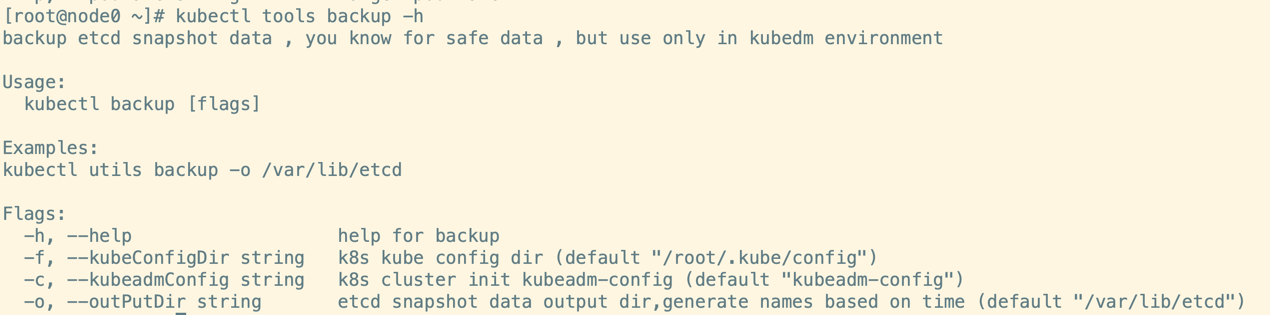 [root@node0 ~]# kubectl tools backup -h
backup etcd snapshot data , you know for safe data , but use only in kubedm environment
Usage:
kubectl backup [flags]
Examples:
kubectl utils backup -o /var/lib/etcd
Flags:
-h, --help help for backup
-f, --kubeConfigDir string k8s kube config dir (default "/root/.kube/config")
-c, --kubeadmConfig string k8s cluster init kubeadm-config (default "kubeadm-config")
-o, --outPutDir string etcd snapshot data output dir,generate names based on time (default "/var/lib/etcd")